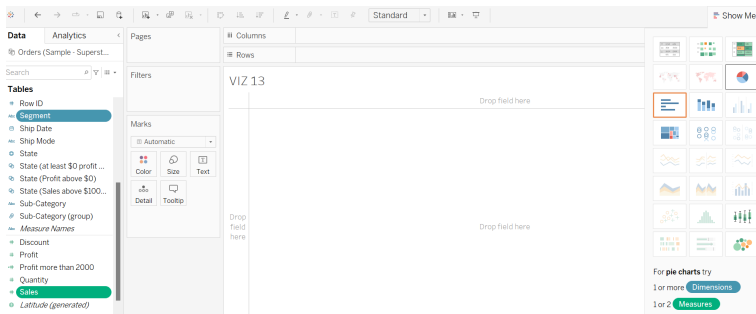 Standard
Show Me
Data
Analytics
Orders (Sample - Superst...
Search
Tables
Row ID
Abc Segment
Ship Date
Abc Ship Mode
State
State (at least $0 profit ...
State (Profit above $0)
State (Sales above $100...
Abc Sub-Category
Sub-Category (group)
Abc Measure Names
Discount
Profit
Profit more than 2000
Quantity
Sales
Latitude (generated)
Pages
Filters
Marks
Automatic
Color
Size
Text
Detail
Tooltip
Columns
Rows
VIZ 13
Drop field here
Drop
field
here
Drop field here
For pie charts try
1 or more Dimensions
1 or 2 Measures